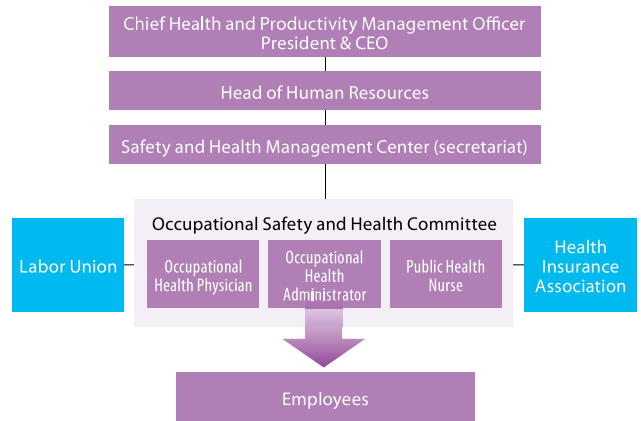 Chief Health and Productivity Management Officer
President & CEO
Head of Human Resources
Safety and Health Management Center (secretariat)
Occupational Safety and Health Committee
Labor Union
Occupational
Health Physician
Occupational
Health
Administrator
Public Health
Nurse
Health
Insurance
Association
Employees